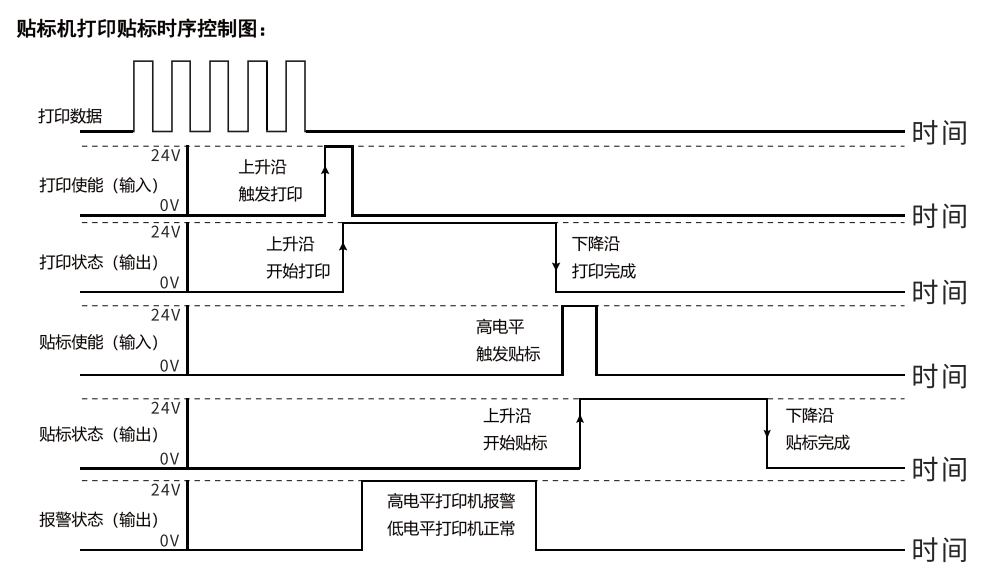 贴标机打印贴标时序控制图：
打印数据
时间
24V
上升沿
打印使能（输入）
触发打印
0V
时间
24V
上升沿
下降沿
打印状态（输出）
开始打印
打印完成
0V
时间
24V
高电平
贴标使能（输入）
触发贴标
0V
时间
24V
上升沿
下降沿
贴标状态（输出）
开始贴标
贴标完成
0V
时间
24V
高电平打印机报警
报警状态（输出）
低电平打印机正常
0V
时间